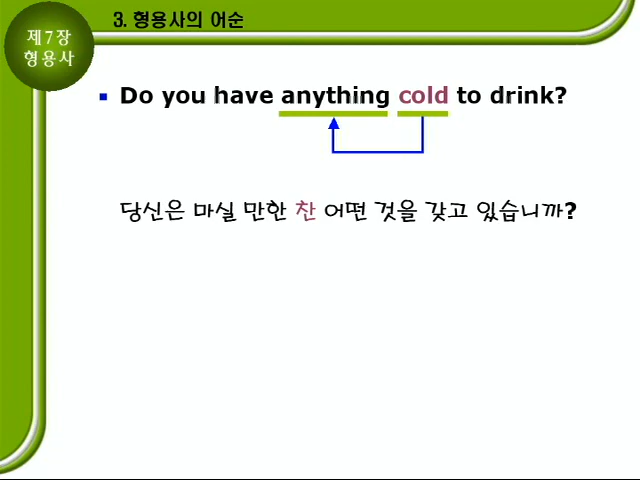 3. 형용사의 어순
제7장
형용사
Do you have anything cold to drink?
당신은 마실 만한 찬 어떤 것을 갖고 있습니까?